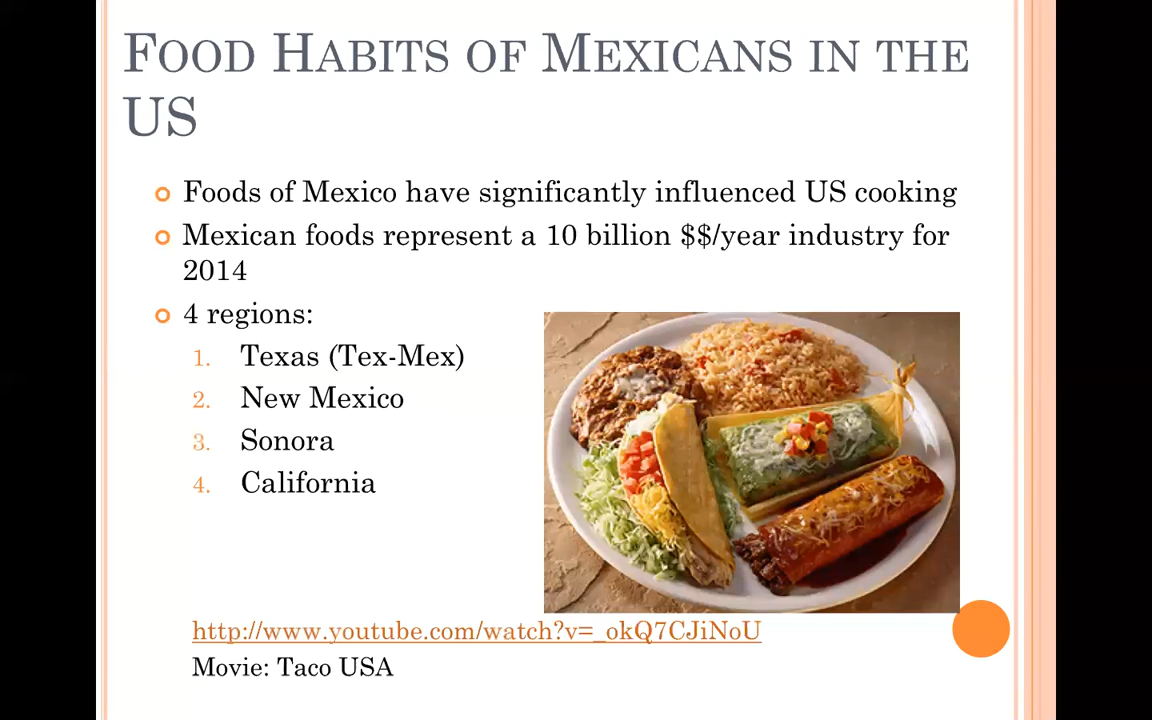 FOOD HABITS OF MEXICANS IN THE
US
Foods of Mexico have significantly influenced US cooking
Mexican foods represent a 10 billion $$/year industry for
2014
4 regions:
1. Texas (Tex-Mex)
2. New Mexico
3. Sonora
4. California
http://www.youtube.com/watch?v=_okQ7CJiNoU
Movie: Taco USA